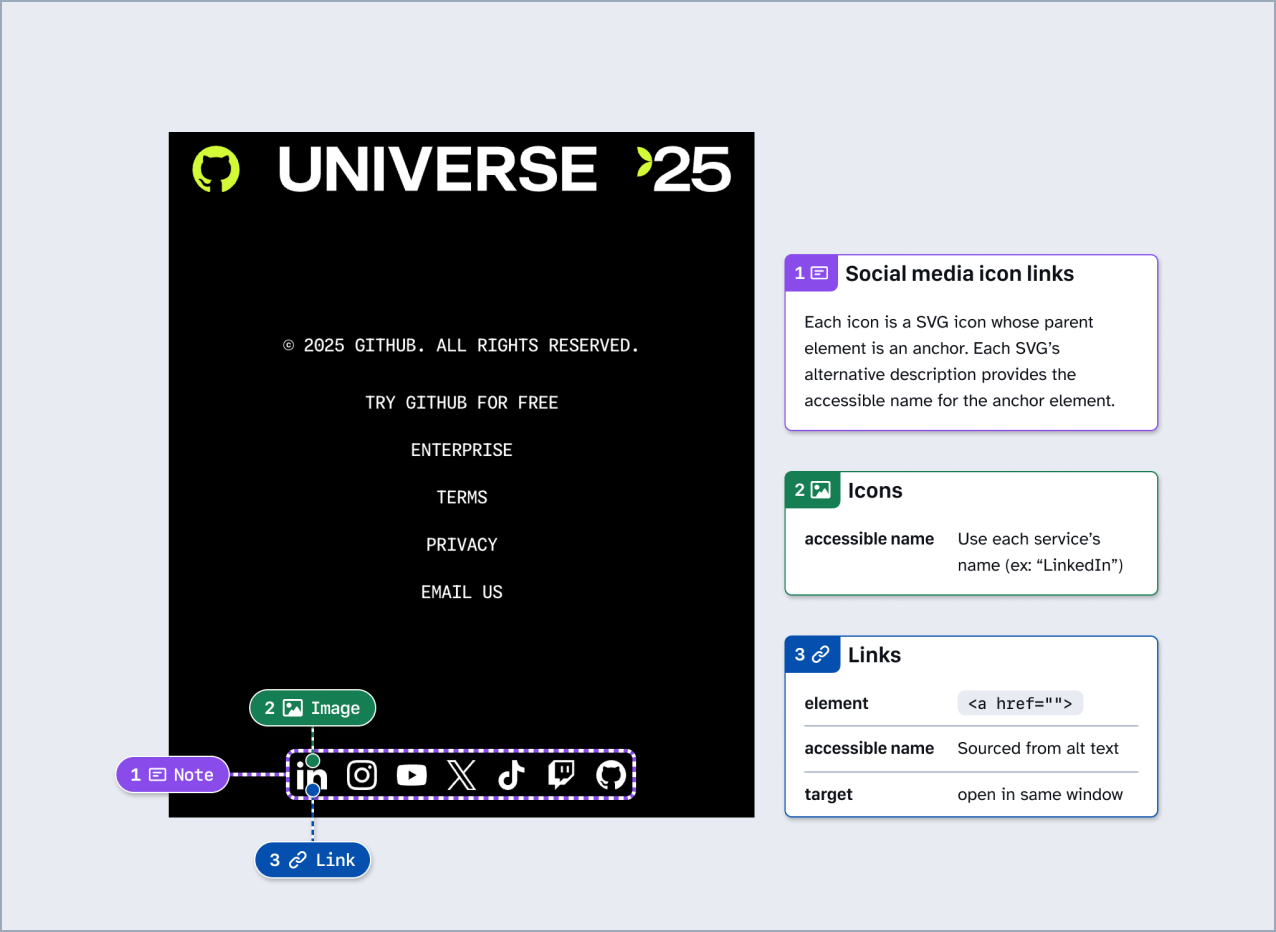 UNIVERSE ’25
© 2025 GITHUB. ALL RIGHTS RESERVED.
TRY GITHUB FOR FREE
ENTERPRISE
TERMS
PRIVACY
EMAIL US
2 Image
1 Note
in
3 Link
1 Social media icon links
Each icon is a SVG icon whose parent
element is an anchor. Each SVG’s
alternative description provides the
accessible name for the anchor element.
2 Icons
accessible name Use each service’s
name (ex: “LinkedIn”)
3 Links
element <a href="">
accessible name Sourced from alt text
target open in same window